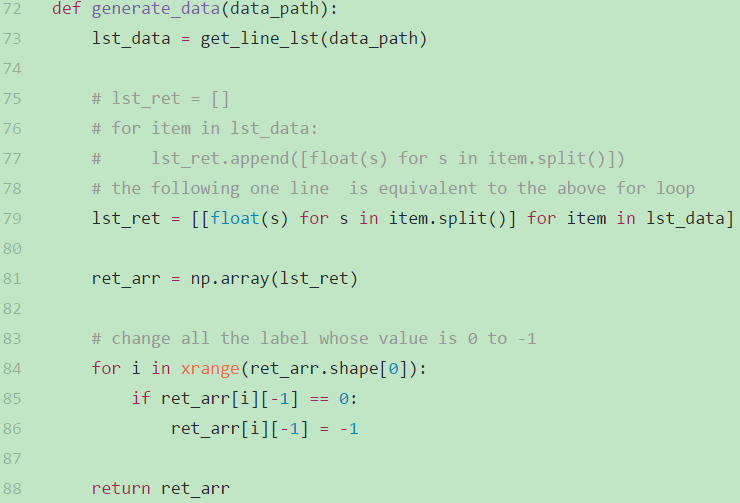 72 def generate_data(data_path):
73     lst_data = get_line_lst(data_path)
74
75     # lst_ret = []
76     # for item in lst_data:
77     #     lst_ret.append([float(s) for s in item.split()])
78     # the following one line  is equivalent to the above for loop
79     lst_ret = [[float(s) for s in item.split()] for item in lst_data]
80
81     ret_arr = np.array(lst_ret)
82
83     # change all the label whose value is 0 to -1
84     for i in xrange(ret_arr.shape[0]):
85         if ret_arr[i][-1] == 0:
86             ret_arr[i][-1] = -1
87
88     return ret_arr